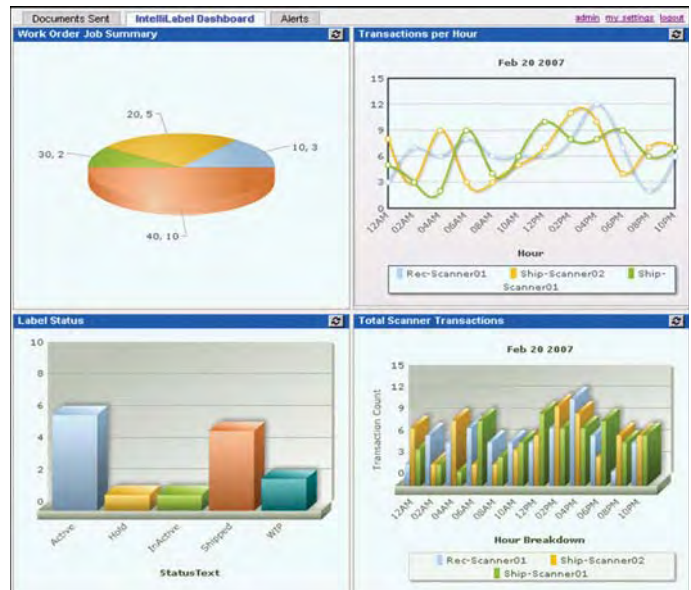 Documents Sent IntelliLabel Dashboard Alerts admin my settings logout
Work Order Job Summary
20, 5
30, 2
10, 3
40, 10
Transactions per Hour
Feb 20 2007
15
12
9
6
3
0
12AM 02AM 04AM 06AM 08AM 10AM 12PM 02PM 04PM 06PM 08PM 10PM
Hour
Rec-Scanner01 Ship-Scanner02 Ship-
Scanner01
Label Status
10
8
6
4
2
0
Active Hold InActive Shipped WIP
StatusText
Total Scanner Transactions
Feb 20 2007
Transaction Count
15
12
9
6
3
0
12AM 02AM 04AM 06AM 08AM 10AM 12PM 02PM 04PM 06PM 08PM 10PM
Hour Breakdown
Rec-Scanner01 Ship-Scanner02
Ship-Scanner01